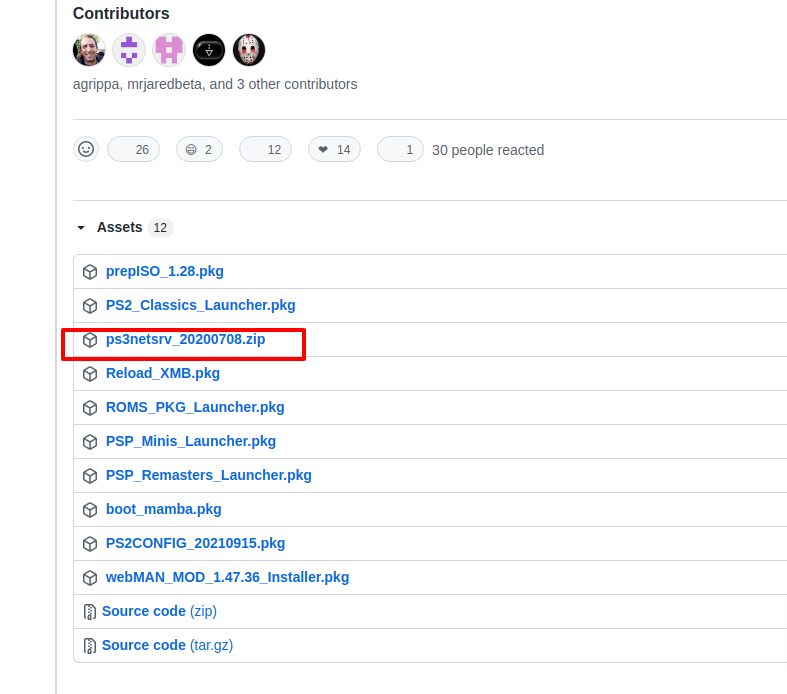 Contributors
agrippa, mrjaredbeta, and 3 other contributors
26 2 12 14 1 30 people reacted
Assets 12
prepISO_1.28.pkg
PS2_Classics_Launcher.pkg
ps3netsrv_20200708.zip
Reload_XMB.pkg
ROMS_PKG_Launcher.pkg
PSP_Minis_Launcher.pkg
PSP_Remasters_Launcher.pkg
boot_mamba.pkg
PS2CONFIG_20210915.pkg
webMAN_MOD_1.47.36_Installer.pkg
Source code (zip)
Source code (tar.gz)